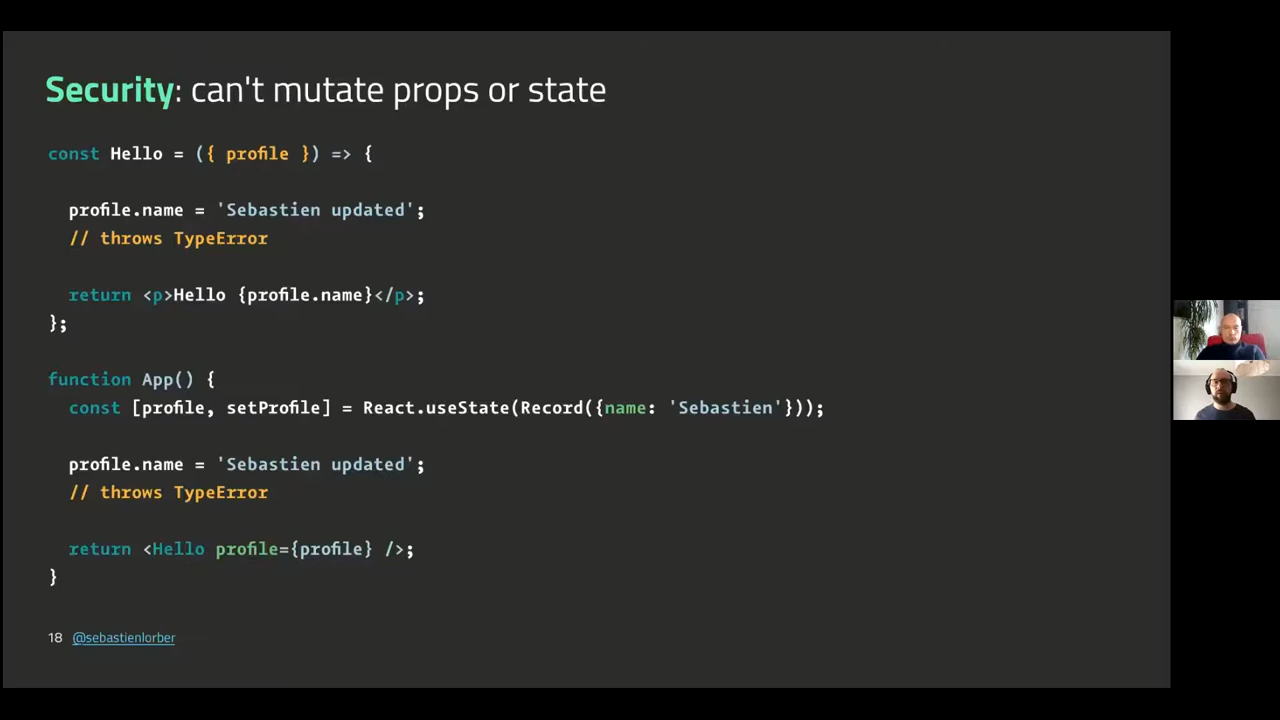 Security: can't mutate props or state
const Hello = ({ profile }) => {
profile.name = 'Sebastien updated';
// throws TypeError
return <p>Hello {profile.name}</p>;
};
function App() {
const [profile, setProfile] = React.useState(Record({name: 'Sebastien'}));
profile.name = 'Sebastien updated';
// throws TypeError
return <Hello profile={profile} />;
}
18 @sebastienlorber